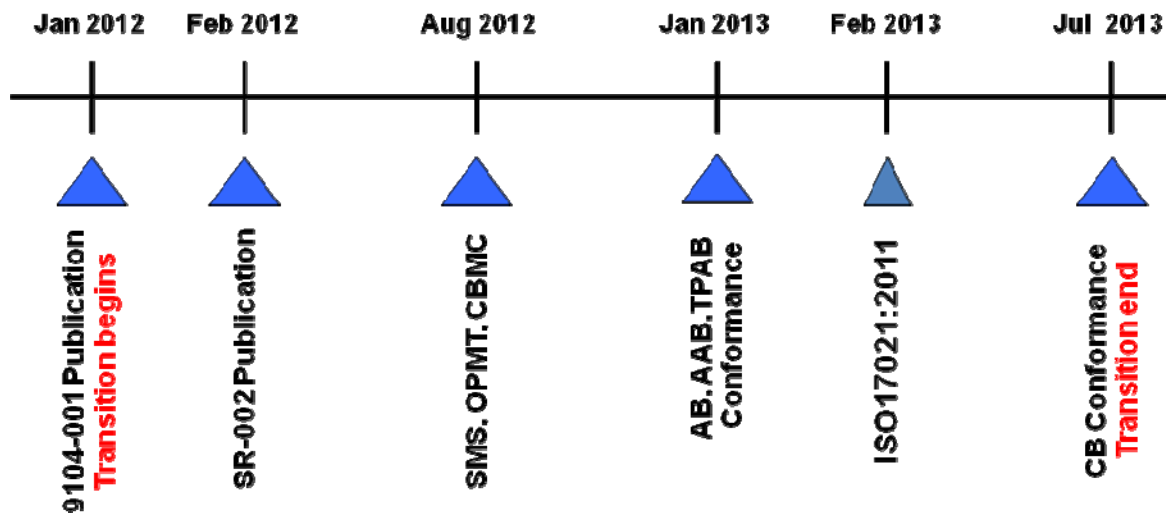 Jan 2012
Feb 2012
Aug 2012
Jan 2013
Feb 2013
Jul 2013
9104-001 Publication
Transition begins
SR-002 Publication
SMS. OPMT. CBMC
AB. AAB. TPAB
Conformance
ISO17021:2011
CB Conformance
Transition end